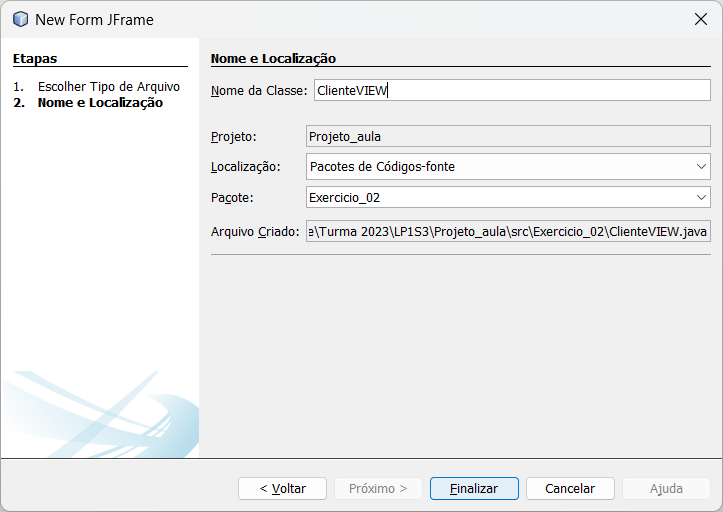 New Form JFrame
Etapas
1. Escolher Tipo de Arquivo
2. Nome e Localização
Nome e Localização
Nome da Classe: ClienteVIEW
Projeto: Projeto_aula
Localização: Pacotes de Códigos-fonte
Pacote: Exercicio_02
Arquivo Criado: e\Turma 2023\LP1S3\Projeto_aula\src\Exercicio_02\ClienteVIEW.java
< Voltar Próximo > Finalizar Cancelar Ajuda